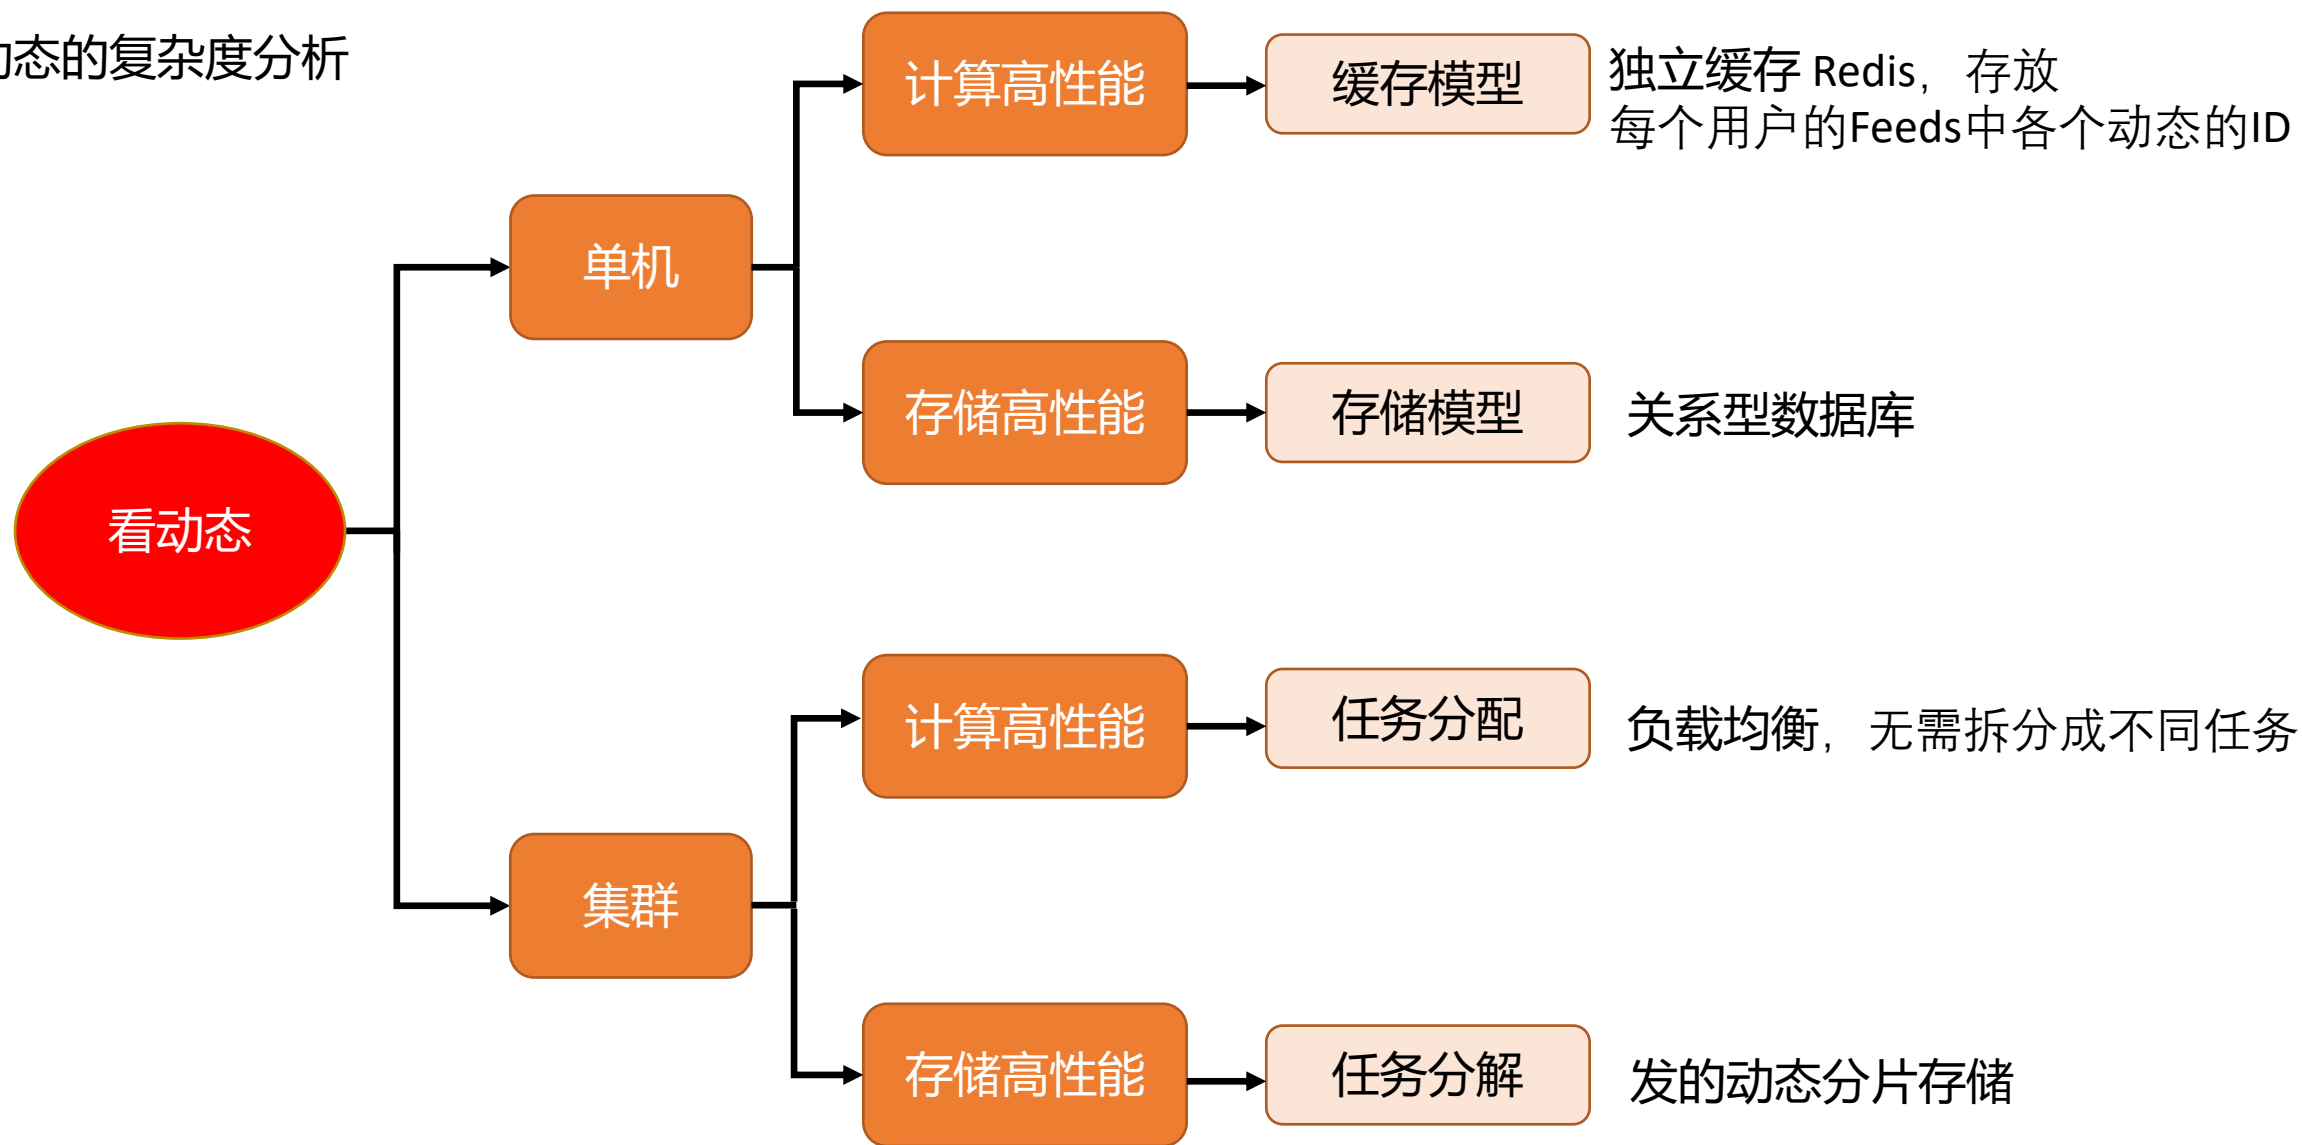 动态的复杂度分析
计算高性能
缓存模型
独立缓存 Redis，存放
每个用户的Feeds中各个动态的ID
单机
存储高性能
存储模型
关系型数据库
看动态
计算高性能
任务分配
负载均衡，无需拆分成不同任务
集群
存储高性能
任务分解
发的动态分片存储